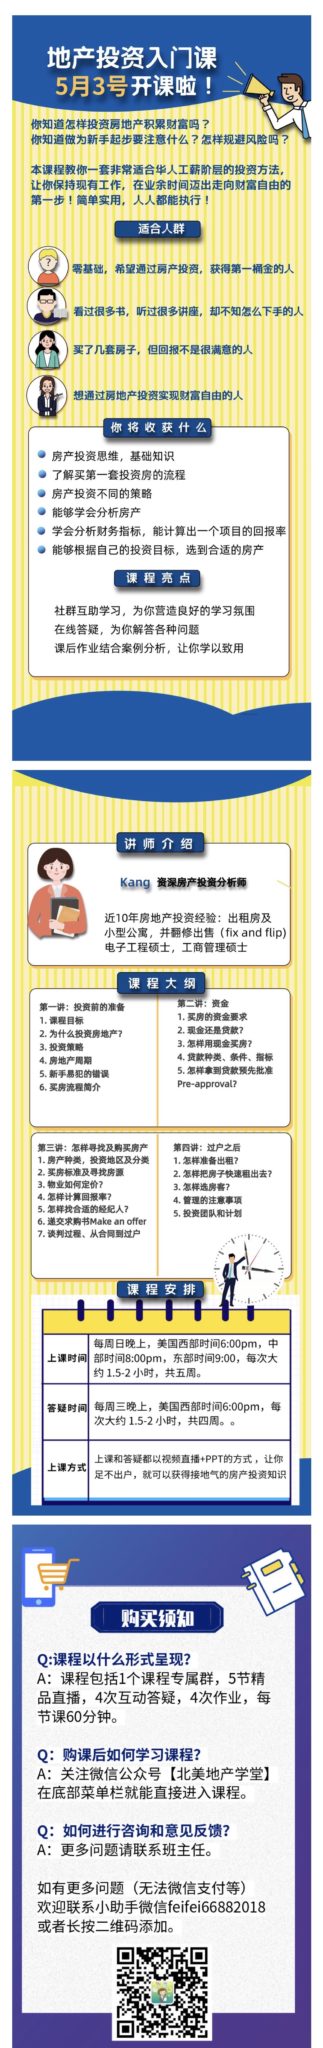 地产投资入门课
5月3号开课啦！
你知道怎样投资房地产积累财富吗？
你知道做为新手起步要注意什么？怎样规避风险吗？
本课程教你一套非常适合华人工薪阶层的投资方法，
让你保持现有工作，在业余时间迈出走向财富自由的
第一步！简单实用，人人都能执行！
适合人群
零基础，希望通过房产投资，获得第一桶金的人
看过很多书，听过很多讲座，却不知怎么下手的人
买了几套房子，但回报不是很满意的人
想通过房地产投资实现财富自由的人
你将收获什么
房产投资思维，基础知识
了解买第一套投资房的流程
房产投资不同的策略
能够学会分析房产
学会分析财务指标，能计算出一个项目的回报率
能够根据自己的投资目标，选到合适的房产
课程亮点
社群互助学习，为你营造良好的学习氛围
在线答疑，为你解答各种问题
课后作业结合案例分析，让你学以致用
讲师介绍
Kang 资深房产投资分析师
近10年房地产投资经验：出租房及
小型公寓，并翻修出售（fix and flip)
电子工程硕士，工商管理硕士
课程大纲
第一讲：投资前的准备
1. 课程目标
2. 为什么投资房地产？
3. 投资策略
4. 房地产周期
5. 新手易犯的错误
6. 买房流程简介
第二讲：资金
1. 买房的资金要求
2. 现金还是贷款？
3. 怎样用现金买房？
4. 贷款种类、条件、指标
5. 怎样拿到贷款预先批准
Pre-approval？
第三讲：怎样寻找及购买房产
1. 房产种类，投资地区及分类
2. 买房标准及寻找房源
3. 物业如何定价？
4. 怎样计算回报率？
5. 怎样找合适的经纪人？
6. 递交求购书Make an offer
7. 谈判过程、从合同到过户
第四讲：过户之后
1. 怎样准备出租？
2. 怎样把房子快速租出去？
3. 怎样选房客？
4. 管理的注意事项
5. 投资团队和计划
课程安排
上课时间
每周日晚上，美国西部时间6:00pm，中
部时间8:00pm，东部时间9:00，每次大
约 1.5-2 小时，共五周。
答疑时间
每周三晚上，美国西部时间6:00pm，每
次大约 1.5-2 小时，共四周。。
上课方式
上课和答疑都以视频直播+PPT的方式，让你
足不出户，就可以获得接地气的房产投资知识
购买须知
Q:课程以什么形式呈现？
A：课程包括1个课程专属群，5节精
品直播，4次互动答疑，4次作业，每
节课60分钟。
Q：购课后如何学习课程？
A：关注微信公众号【北美地产学堂】
在底部菜单栏就能直接进入课程。
Q：如何进行咨询和意见反馈？
A：更多问题请联系班主任。
如有更多问题（无法微信支付等）
欢迎联系小助手微信feifei66882018
或者长按二维码添加。